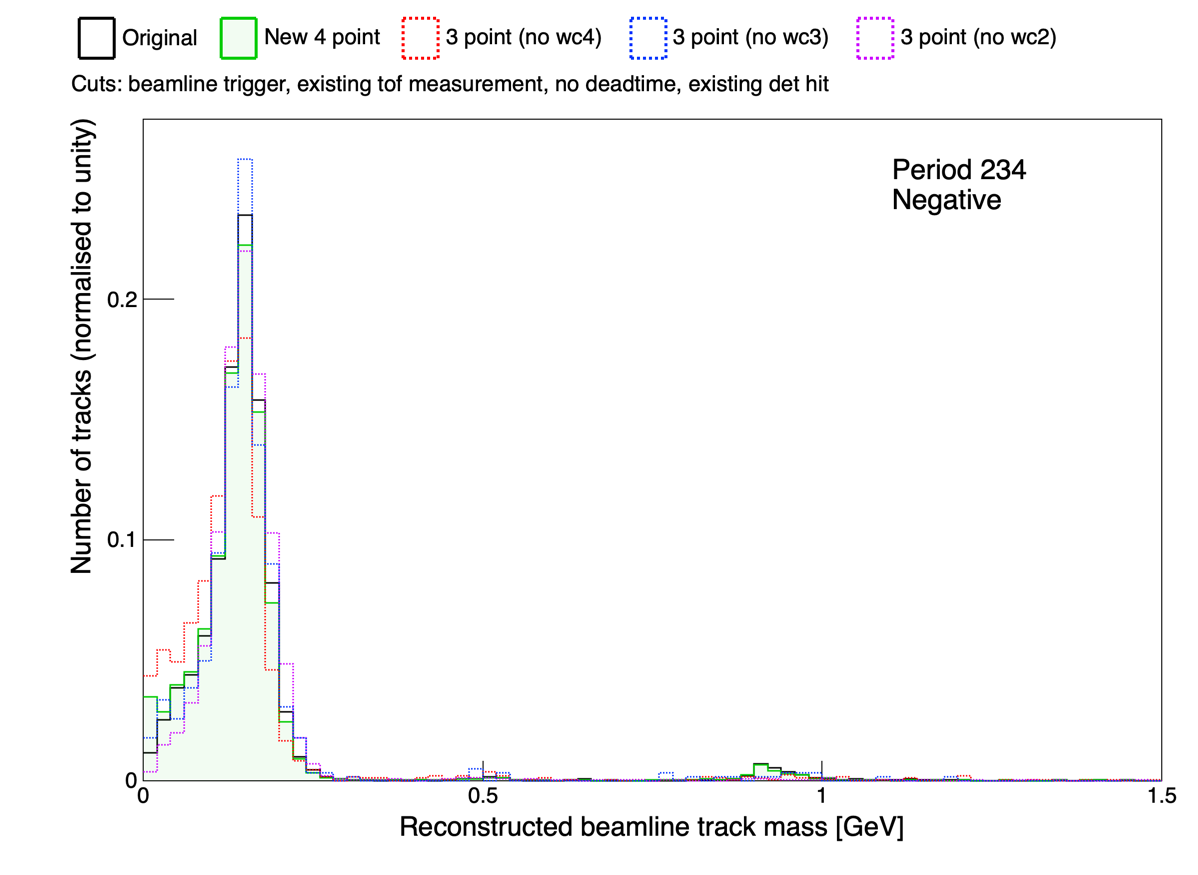 Original New 4 point 3 point (no wc4) 3 point (no wc3) 3 point (no wc2)
Cuts: beamline trigger, existing tof measurement, no deadtime, existing det hit
Number of tracks (normalised to unity)
Period 234
Negative
0.2
0.1
0
0 0.5 1 1.5
Reconstructed beamline track mass [GeV]